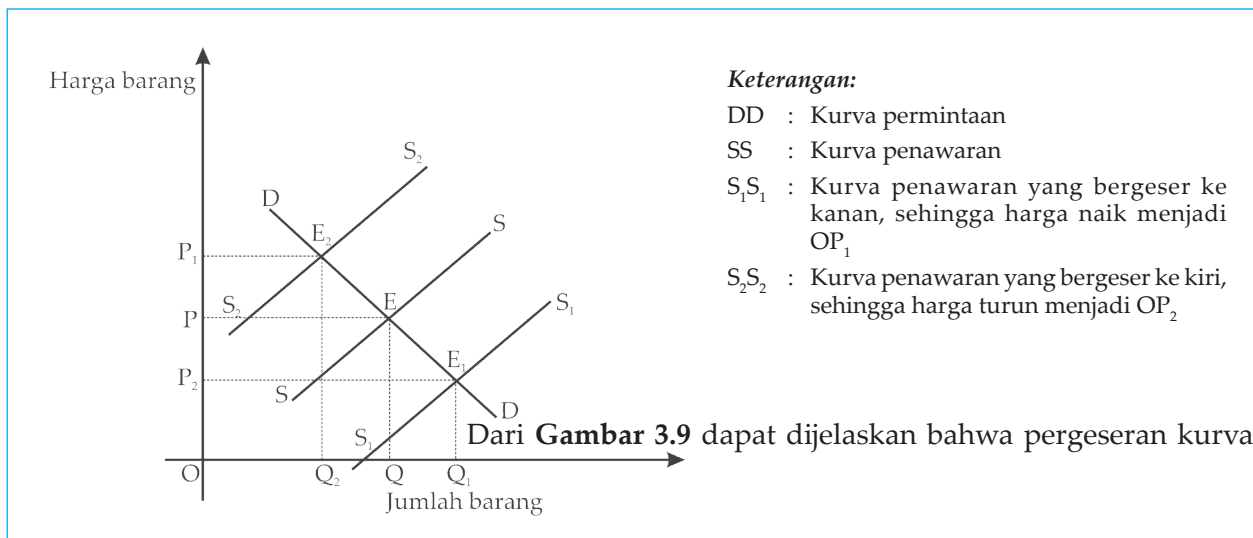 Harga barang
S₂
D
E₂
S
P₁
S₂
E
S₁
P
E₁
P₂
S
D
S₁
O
Q₂
Q
Q₁
Jumlah barang
Keterangan:
DD : Kurva permintaan
SS : Kurva penawaran
S₁S₁ : Kurva penawaran yang bergeser ke
kanan, sehingga harga naik menjadi
OP₁
S₂S₂ : Kurva penawaran yang bergeser ke kiri,
sehingga harga turun menjadi OP₂
Dari Gambar 3.9 dapat dijelaskan bahwa pergeseran kurva